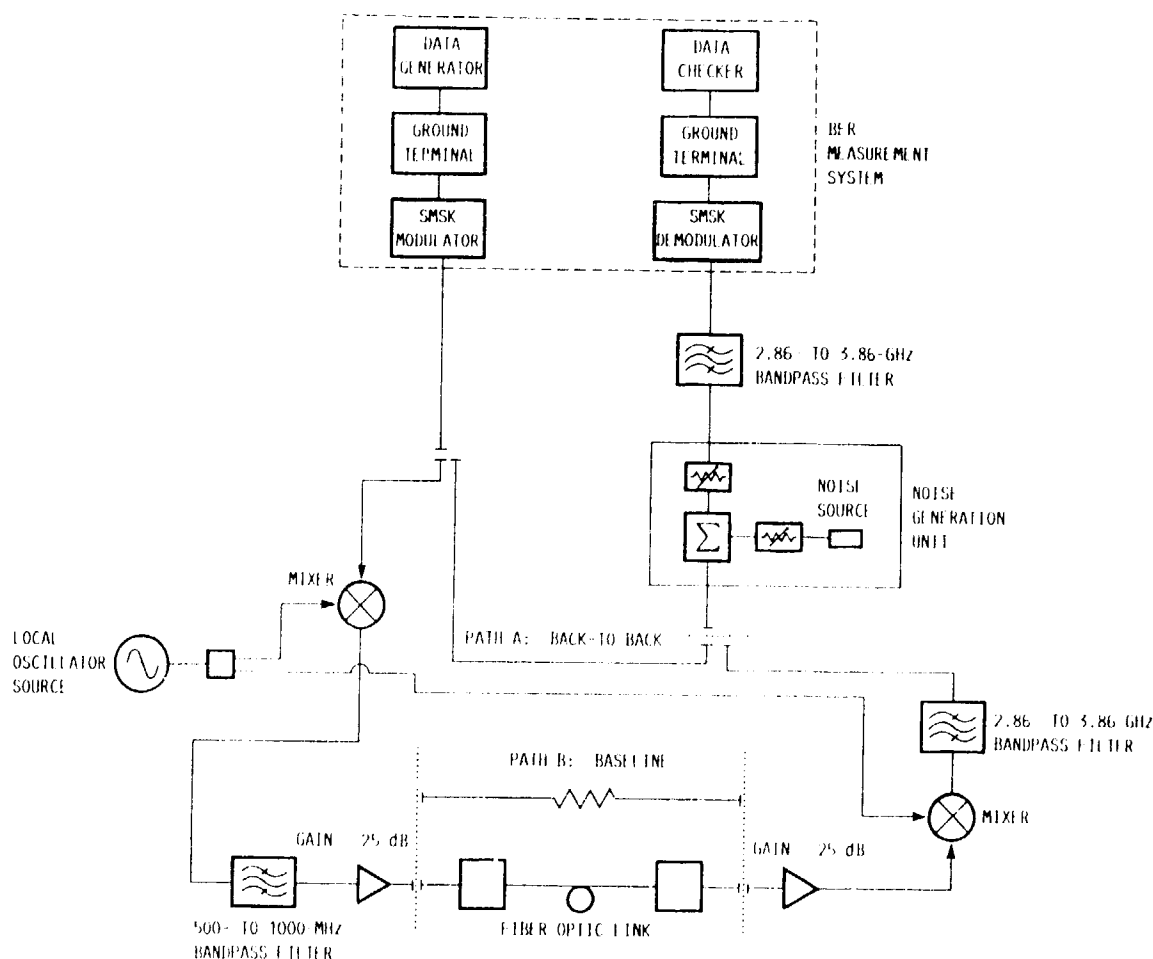 DATA
GENERATOR
DATA
CHECKER
GROUND
TERMINAL
GROUND
TERMINAL
BER
MEASUREMENT
SYSTEM
SMSK
MODULATOR
SMSK
DEMODULATOR
2.86- TO 3.86-GHz
BANDPASS FILTER
NOISE
SOURCE
NOISE
GENERATION
UNIT
Σ
MIXER
LOCAL
OSCILLATOR
SOURCE
PATH A: BACK-TO BACK
2.86 TO 3.86 GHz
BANDPASS FILTER
PATH B: BASELINE
MIXER
GAIN 25 dB
GAIN 25 dB
500- TO 1000 MHz
BANDPASS FILTER
FIBER OPTIC LINK